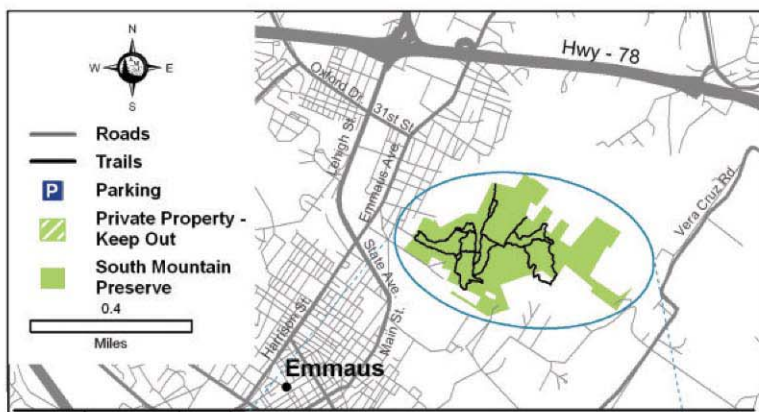 N
W
E
S
Roads
Trails
P
Parking
Private Property -
Keep Out
South Mountain
Preserve
0.4
Miles
Hwy - 78
Oxford Dr.
31st St.
Lehigh St.
Emmaus Ave.
Vera Cruz Rd.
State Ave.
Main St.
Harrison St.
Emmaus